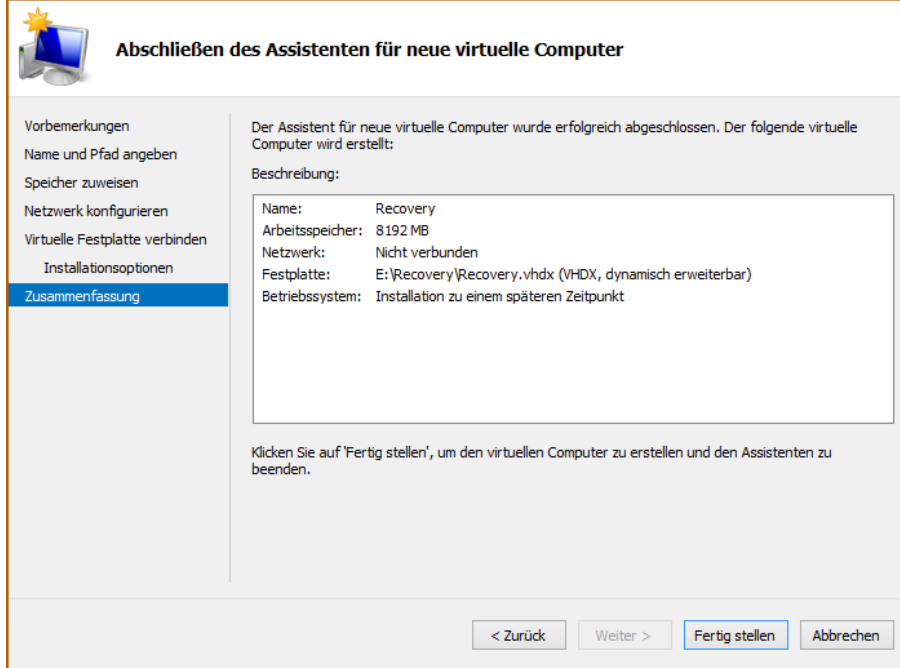 Abschließen des Assistenten für neue virtuelle Computer
Vorbemerkungen
Name und Pfad angeben
Speicher zuweisen
Netzwerk konfigurieren
Virtuelle Festplatte verbinden
Installationsoptionen
Zusammenfassung
Der Assistent für neue virtuelle Computer wurde erfolgreich abgeschlossen. Der folgende virtuelle
Computer wird erstellt:
Beschreibung:
Name: Recovery
Arbeitsspeicher: 8192 MB
Netzwerk: Nicht verbunden
Festplatte: E:\Recovery\Recovery.vhdx (VHDX, dynamisch erweiterbar)
Betriebssystem: Installation zu einem späteren Zeitpunkt
Klicken Sie auf 'Fertig stellen', um den virtuellen Computer zu erstellen und den Assistenten zu
beenden.
< Zurück Weiter > Fertig stellen Abbrechen